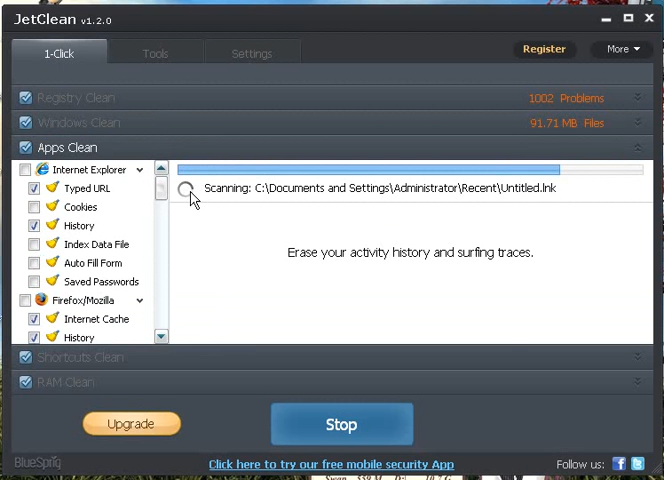 JetClean v1.2.0
1-Click Tools Settings Register More
Registry Clean 1002 Problems
Windows Clean 91.71 MB Files
Apps Clean
Internet Explorer
Typed URL
Cookies
History
Index Data File
Auto Fill Form
Saved Passwords
Firefox/Mozilla
Internet Cache
History
Scanning: C:\Documents and Settings\Administrator\Recent\Untitled.lnk
Erase your activity history and surfing traces.
Shortcuts Clean
RAM Clean
Upgrade Stop
BlueSprig Click here to try our free mobile security App Follow us: